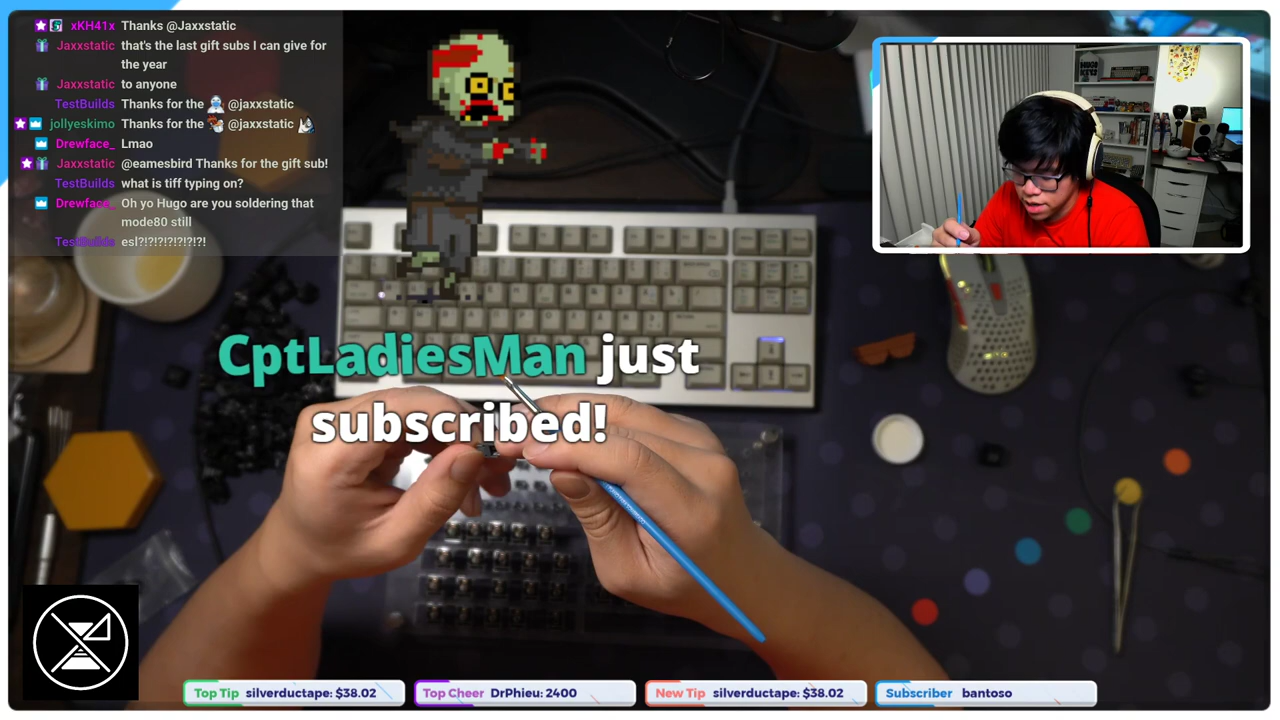 xKH41x Thanks @Jaxxstatic
Jaxxstatic that's the last gift subs I can give for
the year
Jaxxstatic to anyone
TestBuilds Thanks for the @jaxxstatic
jollyeskimo Thanks for the @jaxxstatic
Drewface_ Lmao
Jaxxstatic @eamesbird Thanks for the gift sub!
TestBuilds what is tiff typing on?
Drewface_ Oh yo Hugo are you soldering that
mode80 still
TestBuilds esl?!?!?!?!?!?!?!
CptLadiesMan just
subscribed!
Top Tip silverductape: $38.02
Top Cheer DrPhieu: 2400
New Tip silverductape: $38.02
Subscriber bantoso